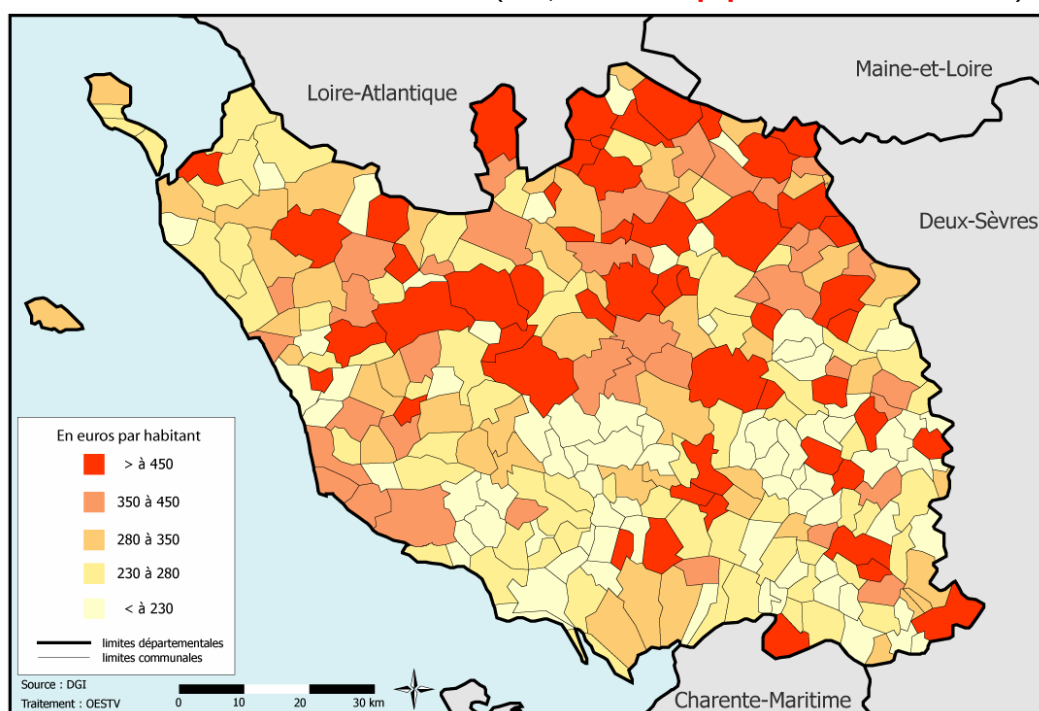 Loire-Atlantique
Maine-et-Loire
Deux-Sèvres
En euros par habitant
> à 450
350 à 450
280 à 350
230 à 280
< à 230
limites départementales
limites communales
Source : DGI
Traitement : OESTV
0 10 20 30 km
Charente-Maritime